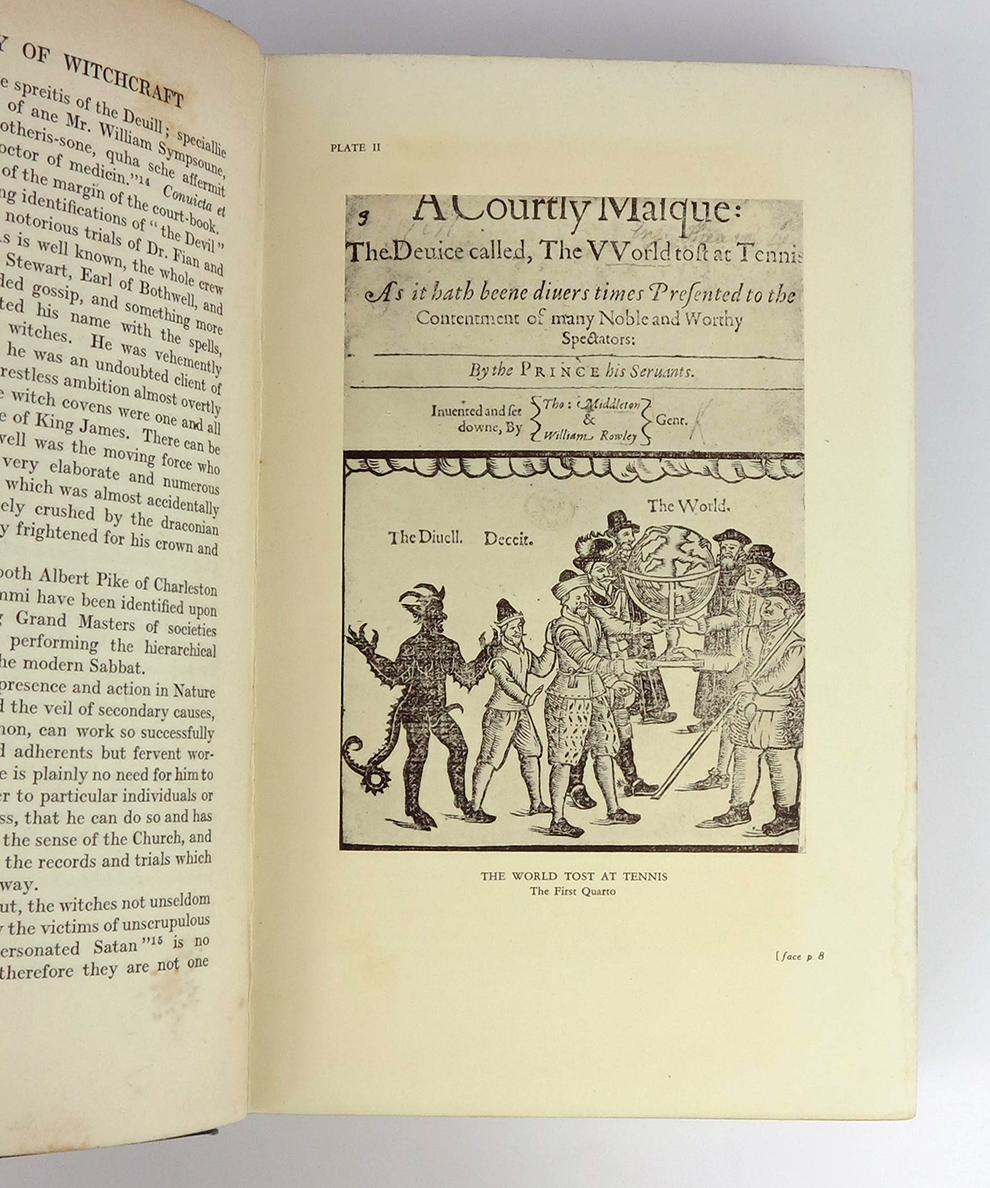 Y OF WITCHCRAFT
e spreitis of the Deuill; speciallie
of ane Mr. William Sympsoune,
otheris-sone, quha sche affermit
octor of medicin."¹⁴ Conuicta et
of the margin of the court-book.
ng identifications of "the Devil"
notorious trials of Dr. Fian and
As is well known, the whole crew
Stewart, Earl of Bothwell, and
ded gossip, and something more
ted his name with the spells,
witches. He was vehemently
he was an undoubted client of
restless ambition almost overtly
e witch covens were one and all
e of King James. There can be
well was the moving force who
very elaborate and numerous
which was almost accidentally
ely crushed by the draconian
y frightened for his crown and
both Albert Pike of Charleston
mmi have been identified upon
g Grand Masters of societies
performing the hierarchical
he modern Sabbat.
presence and action in Nature
d the veil of secondary causes,
mon, can work so successfully
d adherents but fervent wor-
e is plainly no need for him to
er to particular individuals or
ss, that he can do so and has
the sense of the Church, and
the records and trials which
way.
ut, the witches not unseldom
y the victims of unscrupulous
ersonated Satan"¹⁵ is no
therefore they are not one
PLATE II
3
A Courtly Maſque:
The Deuice called, The VVorld toſt at Tennis
As it hath beene diuers times Preſented to the
Contentment of many Noble and Worthy
Spectators:
By the PRINCE his Seruants.
Inuented and ſet downe, By { Tho: Middleton & William Rowley } Gent.
The World.
The Diuell. Deceit.
THE WORLD TOST AT TENNIS
The First Quarto
[face p 8